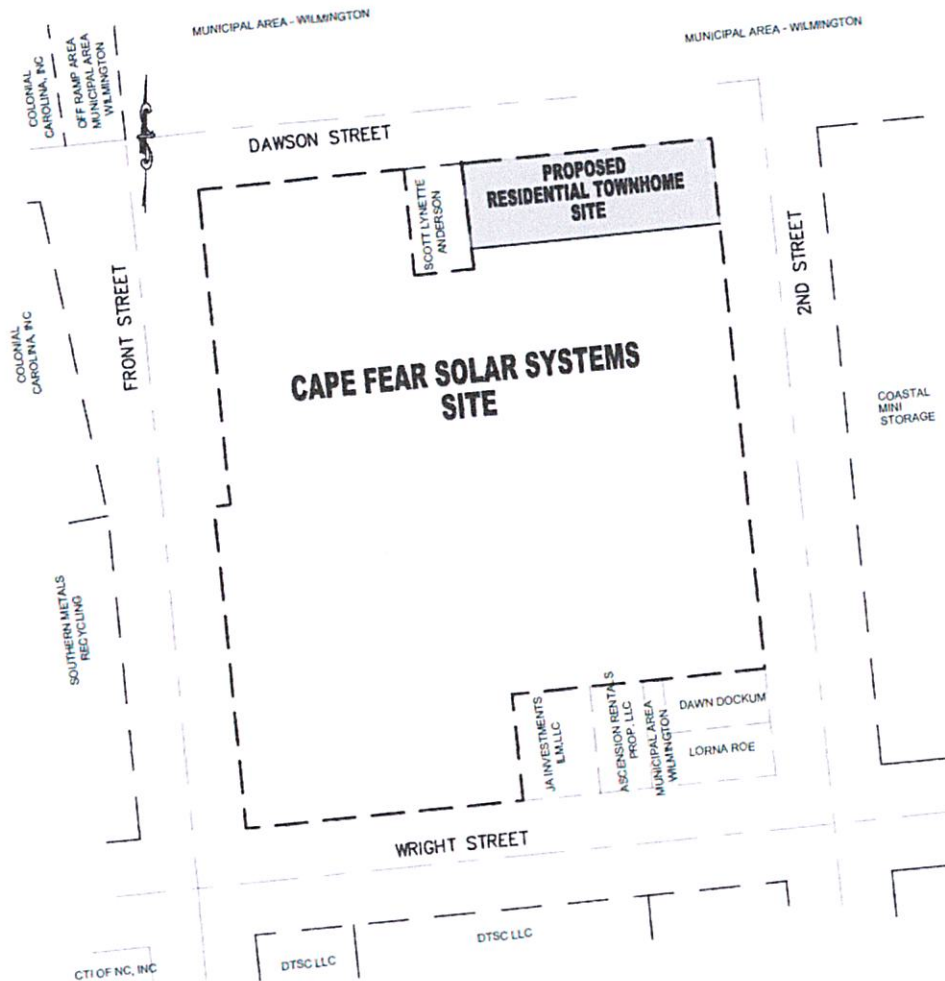 MUNICIPAL AREA - WILMINGTON
MUNICIPAL AREA - WILMINGTON
COLONIAL
CAROLINA, INC
OFF RAMP AREA
MUNICIPAL AREA
WILMINGTON
DAWSON STREET
PROPOSED
RESIDENTIAL TOWNHOME
SITE
SCOTT LYNETTE
ANDERSON
FRONT STREET
2ND STREET
COLONIAL
CAROLINA, INC
CAPE FEAR SOLAR SYSTEMS
SITE
COASTAL
MINI
STORAGE
SOUTHERN METALS
RECYCLING
JA INVESTMENTS
ILM,LLC
ASCENSION RENTALS
PROP. LLC
MUNICIPAL AREA
WILMINGTON
DAWN DOCKUM
LORNA ROE
WRIGHT STREET
CTI OF NC, INC
DTSC LLC
DTSC LLC